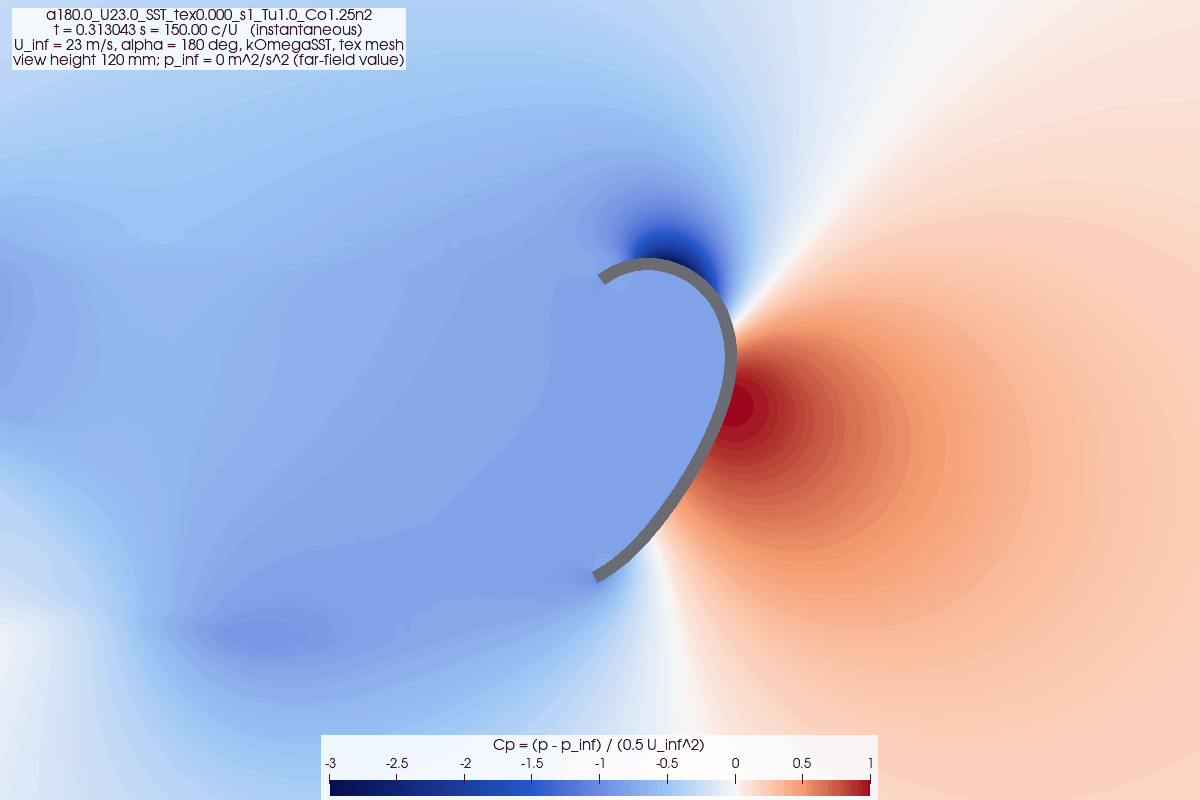 a180.0_U23.0_SST_tex0.000_s1_Tu1.0_Co1.25n2
t = 0.313043 s = 150.00 c/U (instantaneous)
U_inf = 23 m/s, alpha = 180 deg, kOmegaSST, tex mesh
view height 120 mm; p_inf = 0 m^2/s^2 (far-field value)
Cp = (p - p_inf) / (0.5 U_inf^2)
-3 -2.5 -2 -1.5 -1 -0.5 0 0.5 1